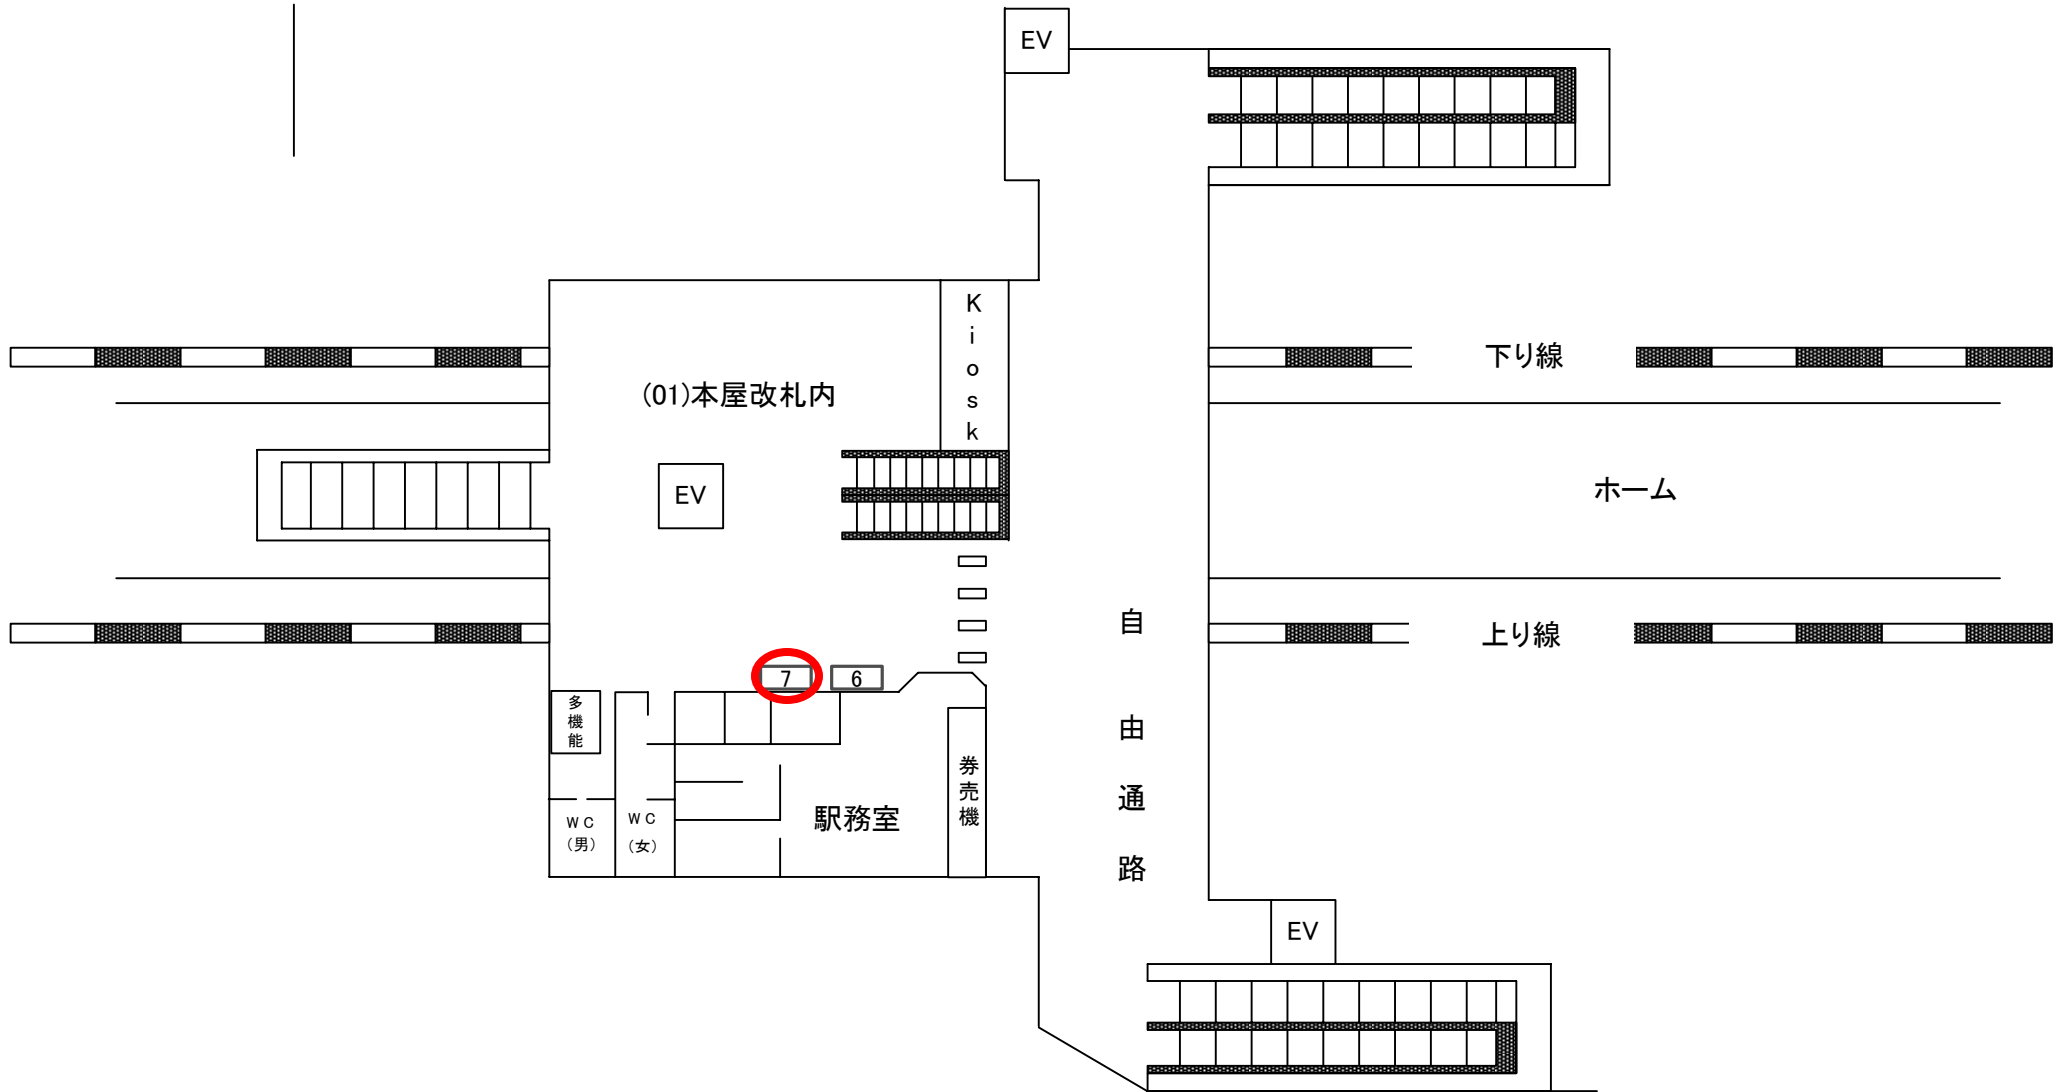 EV
Kiosk
下り線
(01)本屋改札内
EV
ホーム
自由通路
上り線
7
6
多機能
券売機
駅務室
WC
(男)
WC
(女)
EV